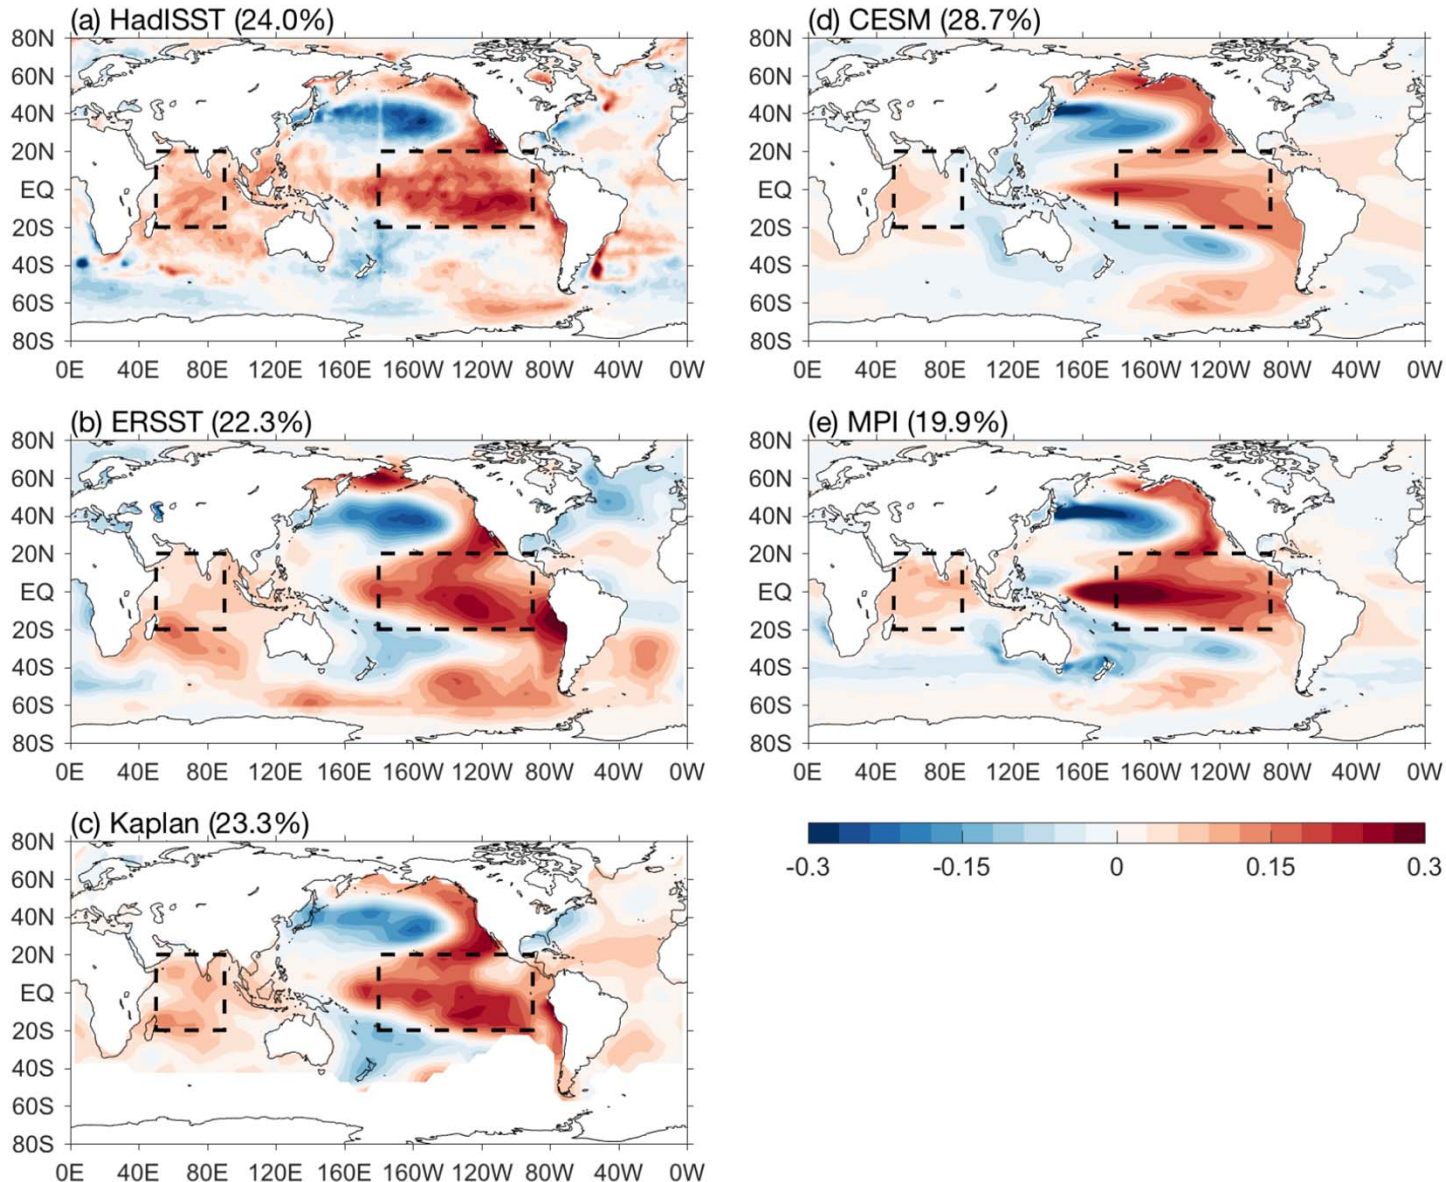 (a) HadISST (24.0%)
80N
60N
40N
20N
EQ
20S
40S
60S
80S
0E 40E 80E 120E 160E 160W 120W 80W 40W 0W
(b) ERSST (22.3%)
80N
60N
40N
20N
EQ
20S
40S
60S
80S
0E 40E 80E 120E 160E 160W 120W 80W 40W 0W
(c) Kaplan (23.3%)
80N
60N
40N
20N
EQ
20S
40S
60S
80S
0E 40E 80E 120E 160E 160W 120W 80W 40W 0W
(d) CESM (28.7%)
80N
60N
40N
20N
EQ
20S
40S
60S
80S
0E 40E 80E 120E 160E 160W 120W 80W 40W 0W
(e) MPI (19.9%)
80N
60N
40N
20N
EQ
20S
40S
60S
80S
0E 40E 80E 120E 160E 160W 120W 80W 40W 0W
-0.3 -0.15 0 0.15 0.3